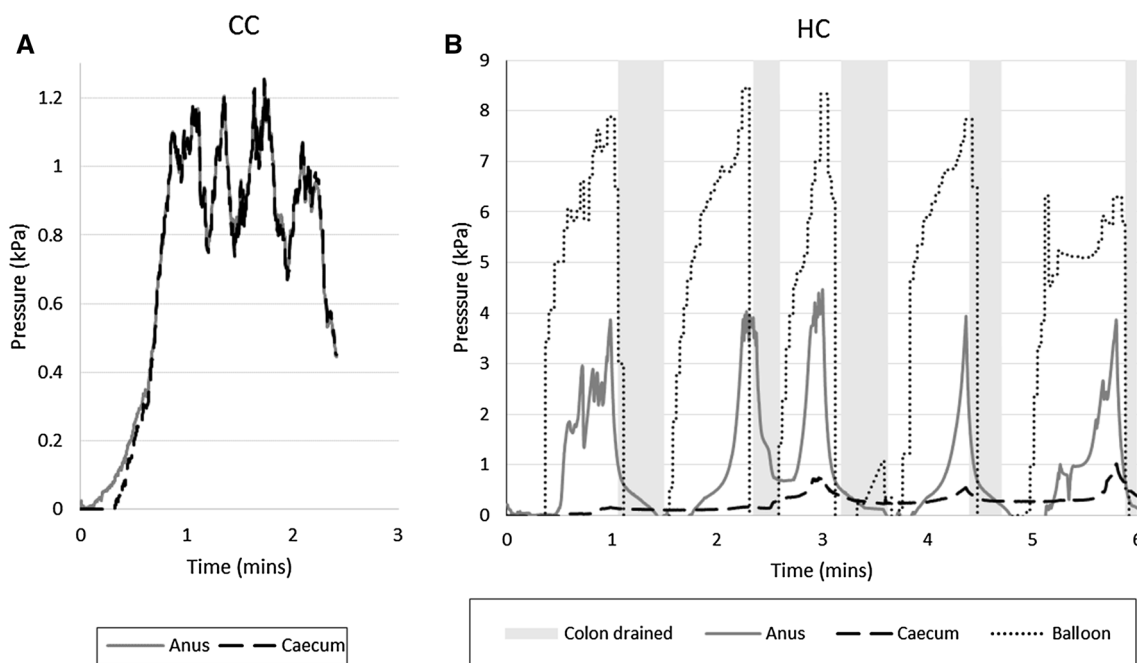 A
CC
Pressure (kPa)
1.2
1
0.8
0.6
0.4
0.2
0
0 1 2 3
Time (mins)
Anus Caecum
B
HC
Presssure (kPa)
9
8
7
6
5
4
3
2
1
0
0 1 2 3 4 5 6
Time (mins)
Colon drained Anus Caecum Balloon